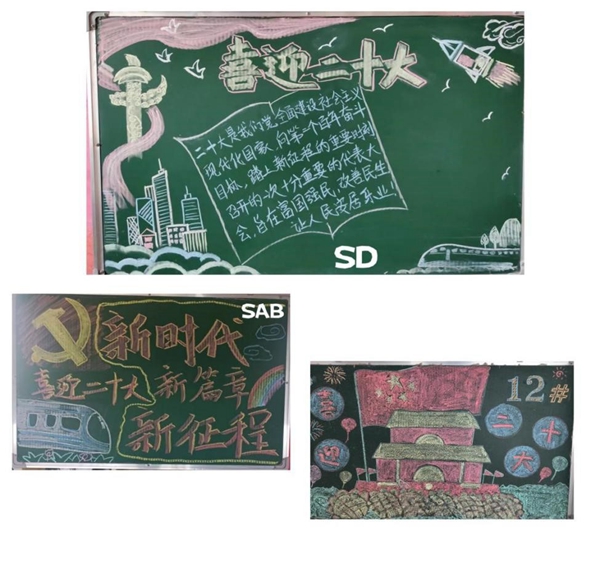 喜迎二十大
二十大是我们党全面建设社会主义
现代化国家、向第二个百年奋斗
目标,踏上新征程的重要时刻
召开的一次十分重要的代表大
会,旨在富国强民、改善民生
让人民安居乐业!
SD
SAB
新时代
喜迎二十大 新篇章
新征程
12#
喜迎二十大